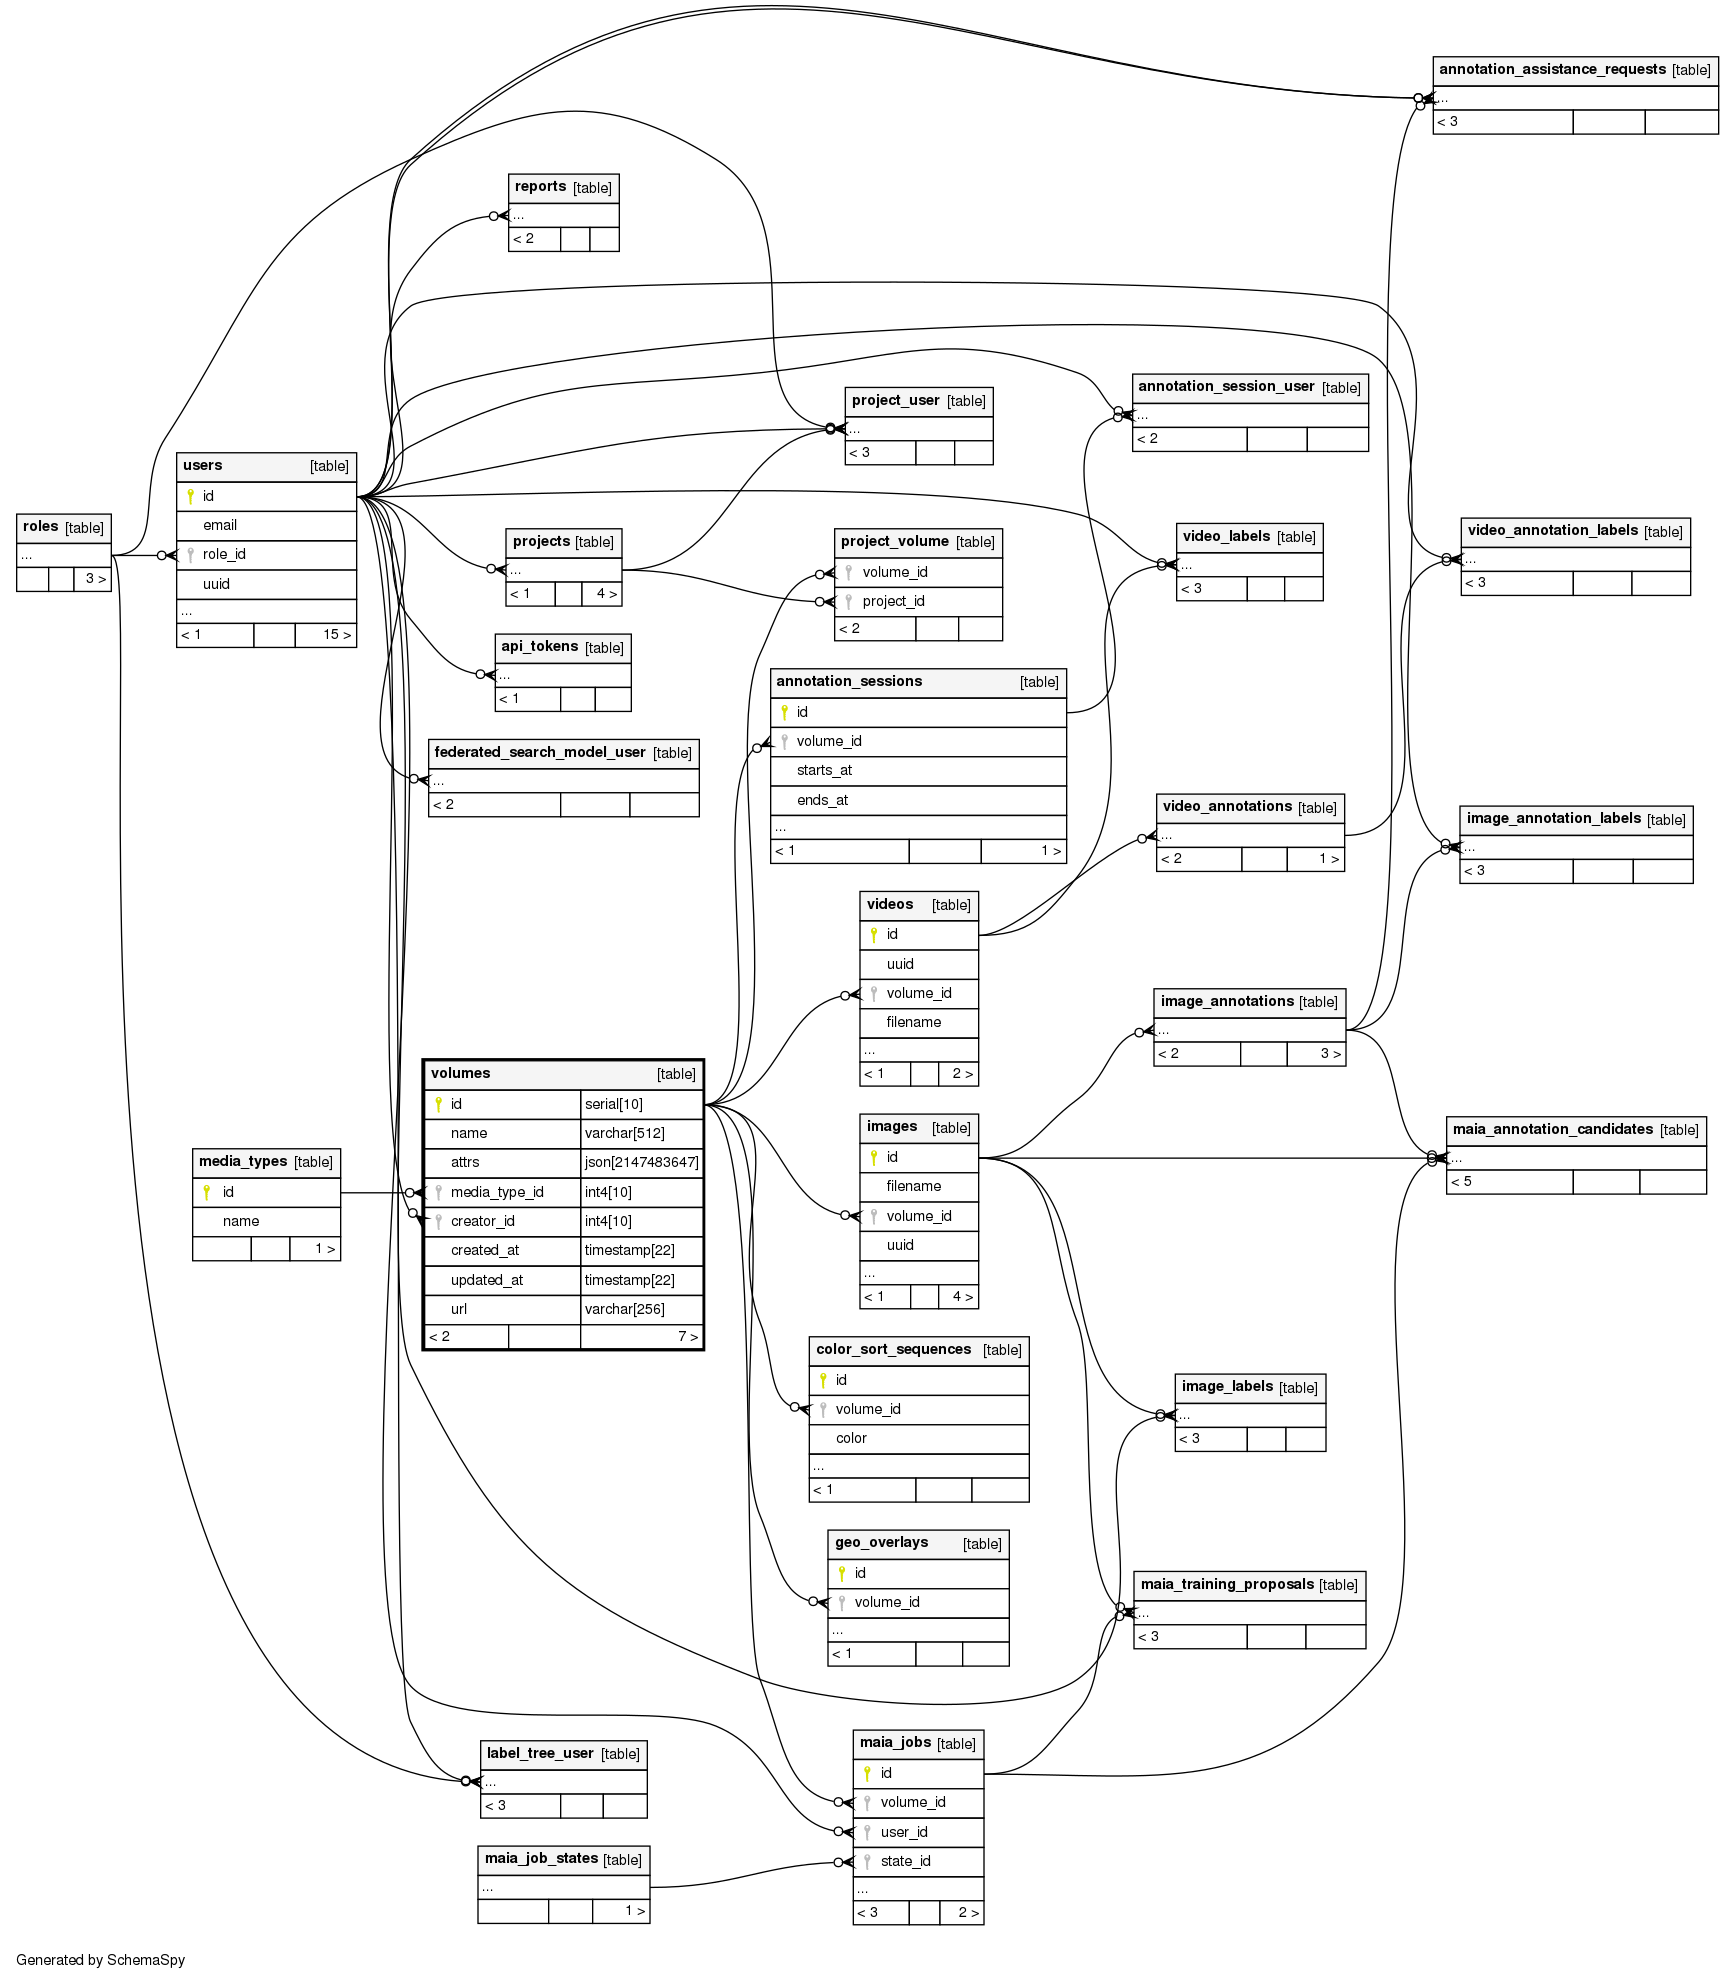 annotation_assistance_requests [table]
...
< 3
reports [table]
...
< 2
annotation_session_user [table]
...
< 2
project_user [table]
...
< 3
users [table]
id
email
role_id
uuid
...
< 1 15 >
roles [table]
...
3 >
projects [table]
...
< 1 4 >
project_volume [table]
volume_id
project_id
< 2
video_labels [table]
...
< 3
video_annotation_labels [table]
...
< 3
api_tokens [table]
...
< 1
annotation_sessions [table]
id
volume_id
starts_at
ends_at
...
< 1 1 >
federated_search_model_user [table]
...
< 2
video_annotations [table]
...
< 2 1 >
image_annotation_labels [table]
...
< 3
videos [table]
id
uuid
volume_id
filename
...
< 1 2 >
image_annotations [table]
...
< 2 3 >
volumes [table]
id serial[10]
name varchar[512]
attrs json[2147483647]
media_type_id int4[10]
creator_id int4[10]
created_at timestamp[22]
updated_at timestamp[22]
url varchar[256]
< 2 7 >
media_types [table]
id
name
1 >
images [table]
id
filename
volume_id
uuid
...
< 1 4 >
maia_annotation_candidates [table]
...
< 5
color_sort_sequences [table]
id
volume_id
color
...
< 1
image_labels [table]
...
< 3
geo_overlays [table]
id
volume_id
...
< 1
maia_training_proposals [table]
...
< 3
label_tree_user [table]
...
< 3
maia_jobs [table]
id
volume_id
user_id
state_id
...
< 3 2 >
maia_job_states [table]
...
1 >
Generated by SchemaSpy